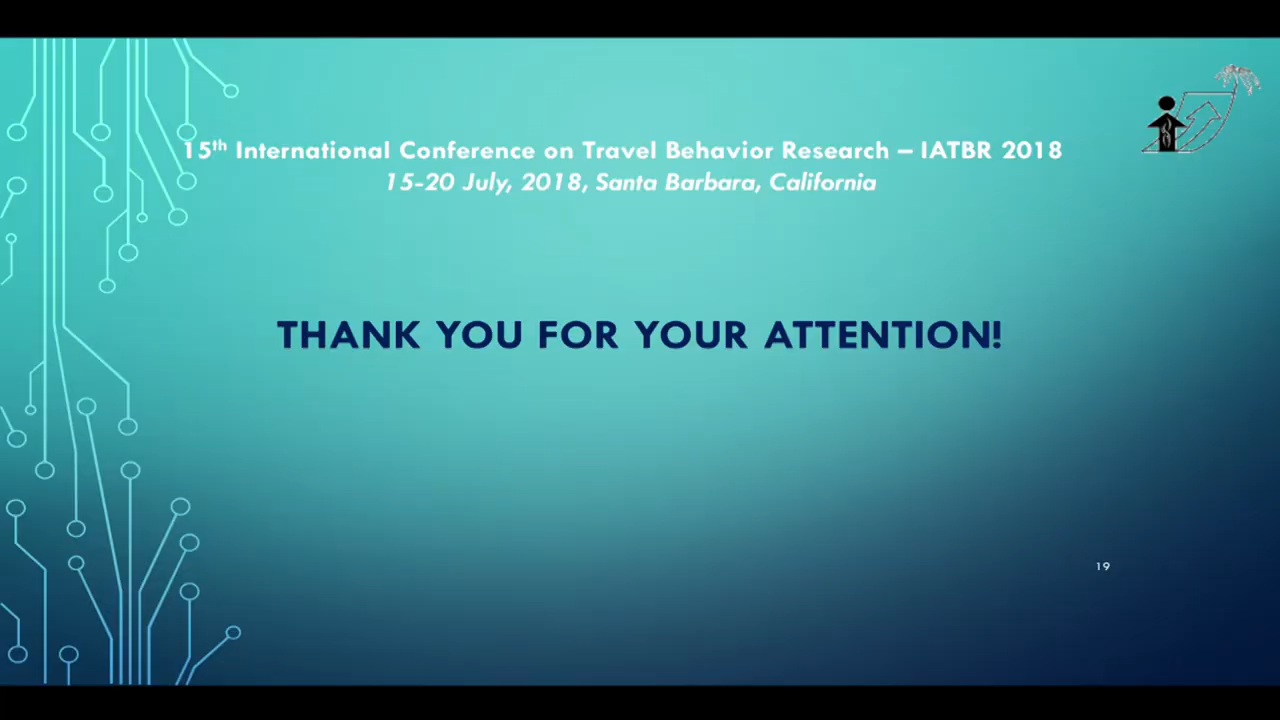 15th International Conference on Travel Behavior Research – IATBR 2018
15-20 July, 2018, Santa Barbara, California
THANK YOU FOR YOUR ATTENTION!
19